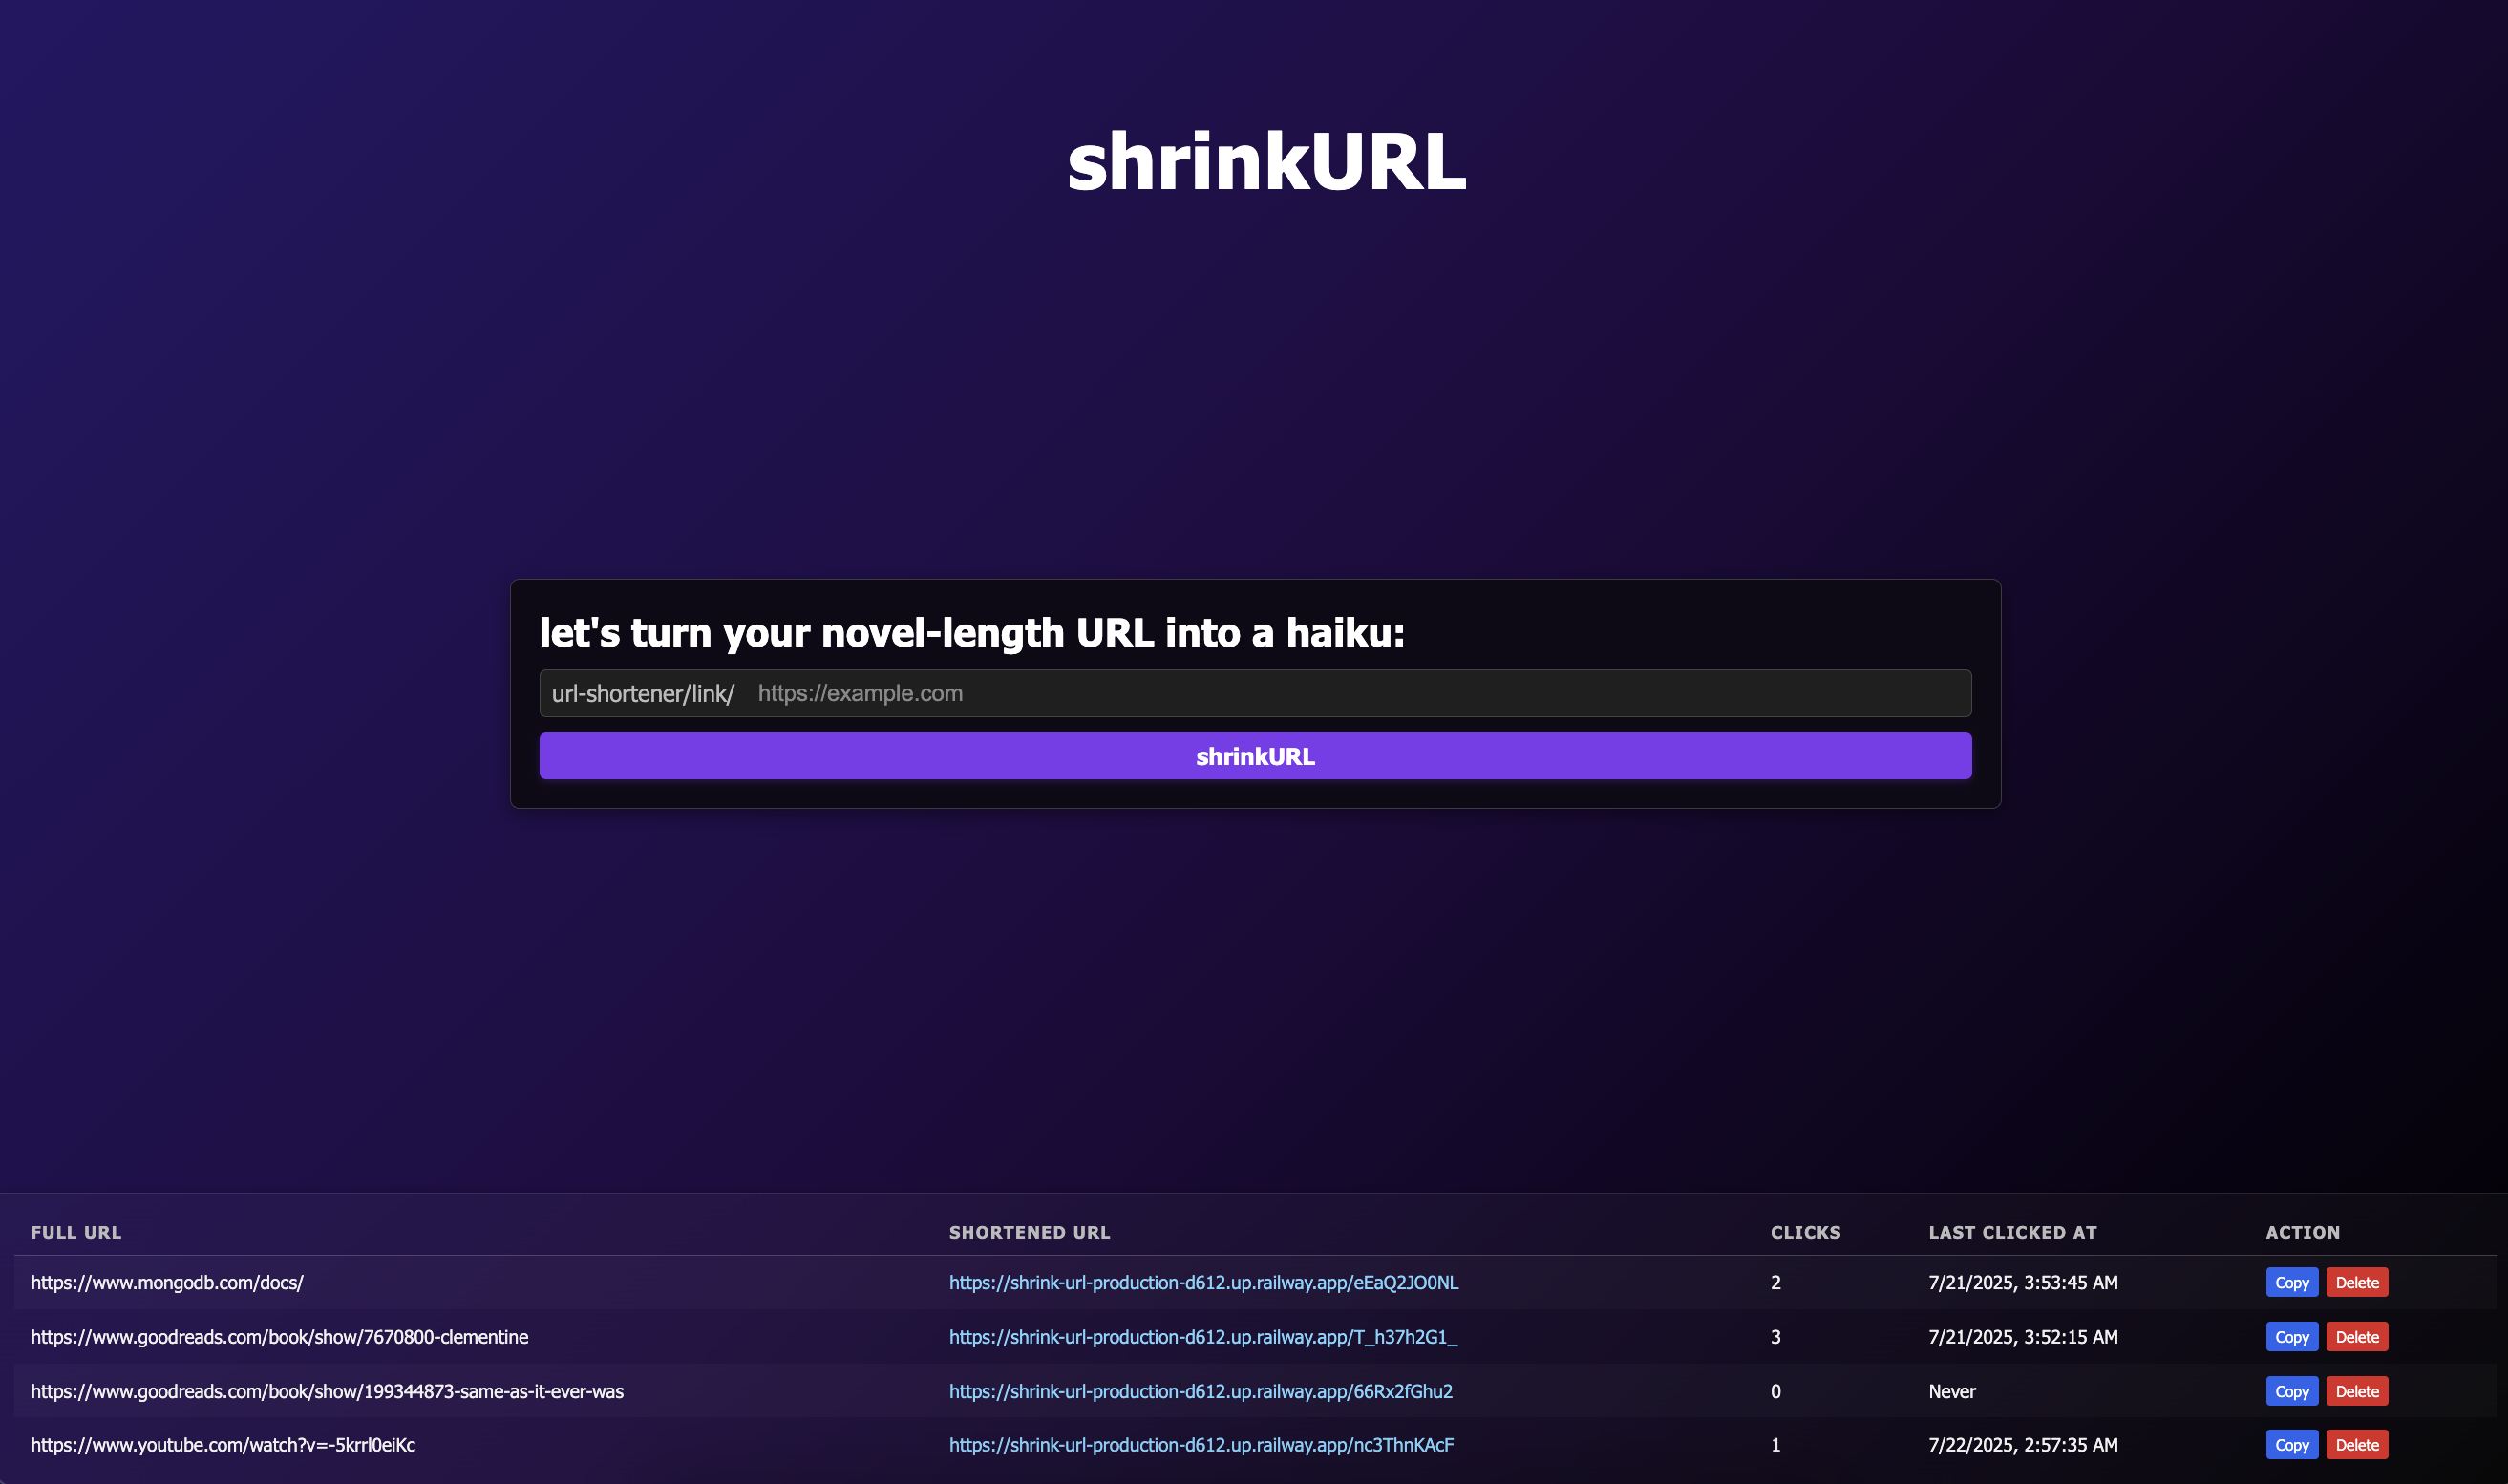 shrinkURL
let's turn your novel-length URL into a haiku:
url-shortener/link/ https://example.com
shrinkURL
FULL URL SHORTENED URL CLICKS LAST CLICKED AT ACTION
https://www.mongodb.com/docs/ https://shrink-url-production-d612.up.railway.app/eEaQ2JO0NL 2 7/21/2025, 3:53:45 AM Copy Delete
https://www.goodreads.com/book/show/7670800-clementine https://shrink-url-production-d612.up.railway.app/T_h37h2G1_ 3 7/21/2025, 3:52:15 AM Copy Delete
https://www.goodreads.com/book/show/199344873-same-as-it-ever-was https://shrink-url-production-d612.up.railway.app/66Rx2fGhu2 0 Never Copy Delete
https://www.youtube.com/watch?v=-5krrl0eiKc https://shrink-url-production-d612.up.railway.app/nc3ThnKAcF 1 7/22/2025, 2:57:35 AM Copy Delete